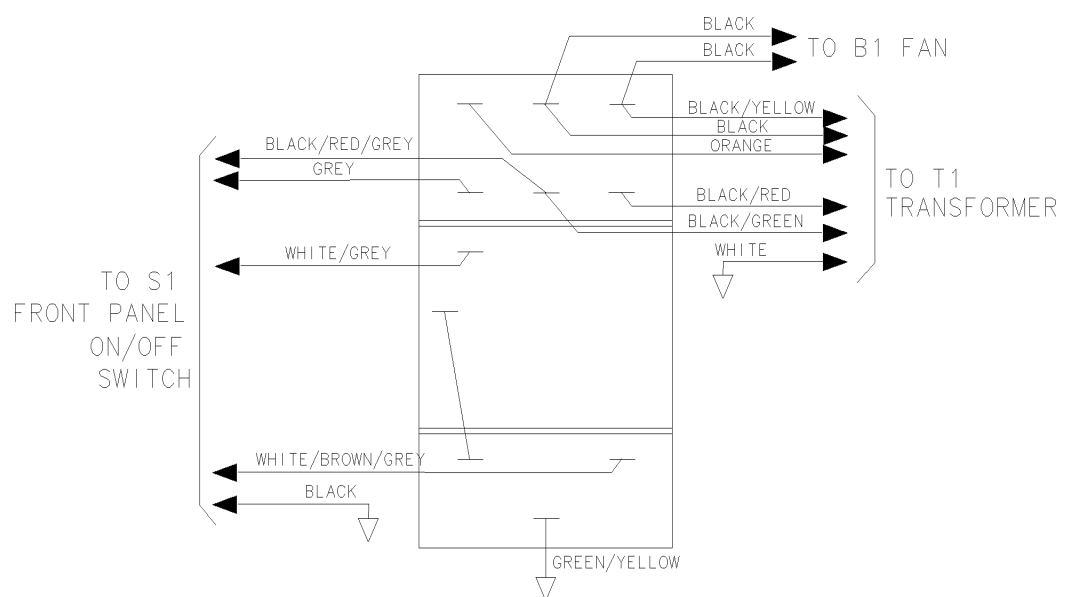 BLACK
BLACK
TO B1 FAN
BLACK/YELLOW
BLACK
ORANGE
BLACK/RED
BLACK/GREEN
WHITE
TO T1
TRANSFORMER
BLACK/RED/GREY
GREY
WHITE/GREY
TO S1
FRONT PANEL
ON/OFF
SWITCH
WHITE/BROWN/GREY
BLACK
GREEN/YELLOW